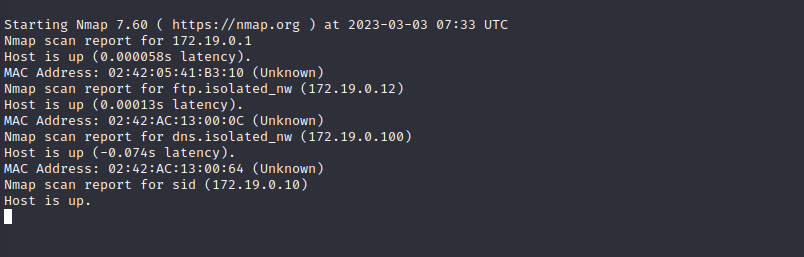 Starting Nmap 7.60 ( https://nmap.org ) at 2023-03-03 07:33 UTC
Nmap scan report for 172.19.0.1
Host is up (0.000058s latency).
MAC Address: 02:42:05:41:B3:10 (Unknown)
Nmap scan report for ftp.isolated_nw (172.19.0.12)
Host is up (0.00013s latency).
MAC Address: 02:42:AC:13:00:0C (Unknown)
Nmap scan report for dns.isolated_nw (172.19.0.100)
Host is up (-0.074s latency).
MAC Address: 02:42:AC:13:00:64 (Unknown)
Nmap scan report for sid (172.19.0.10)
Host is up.